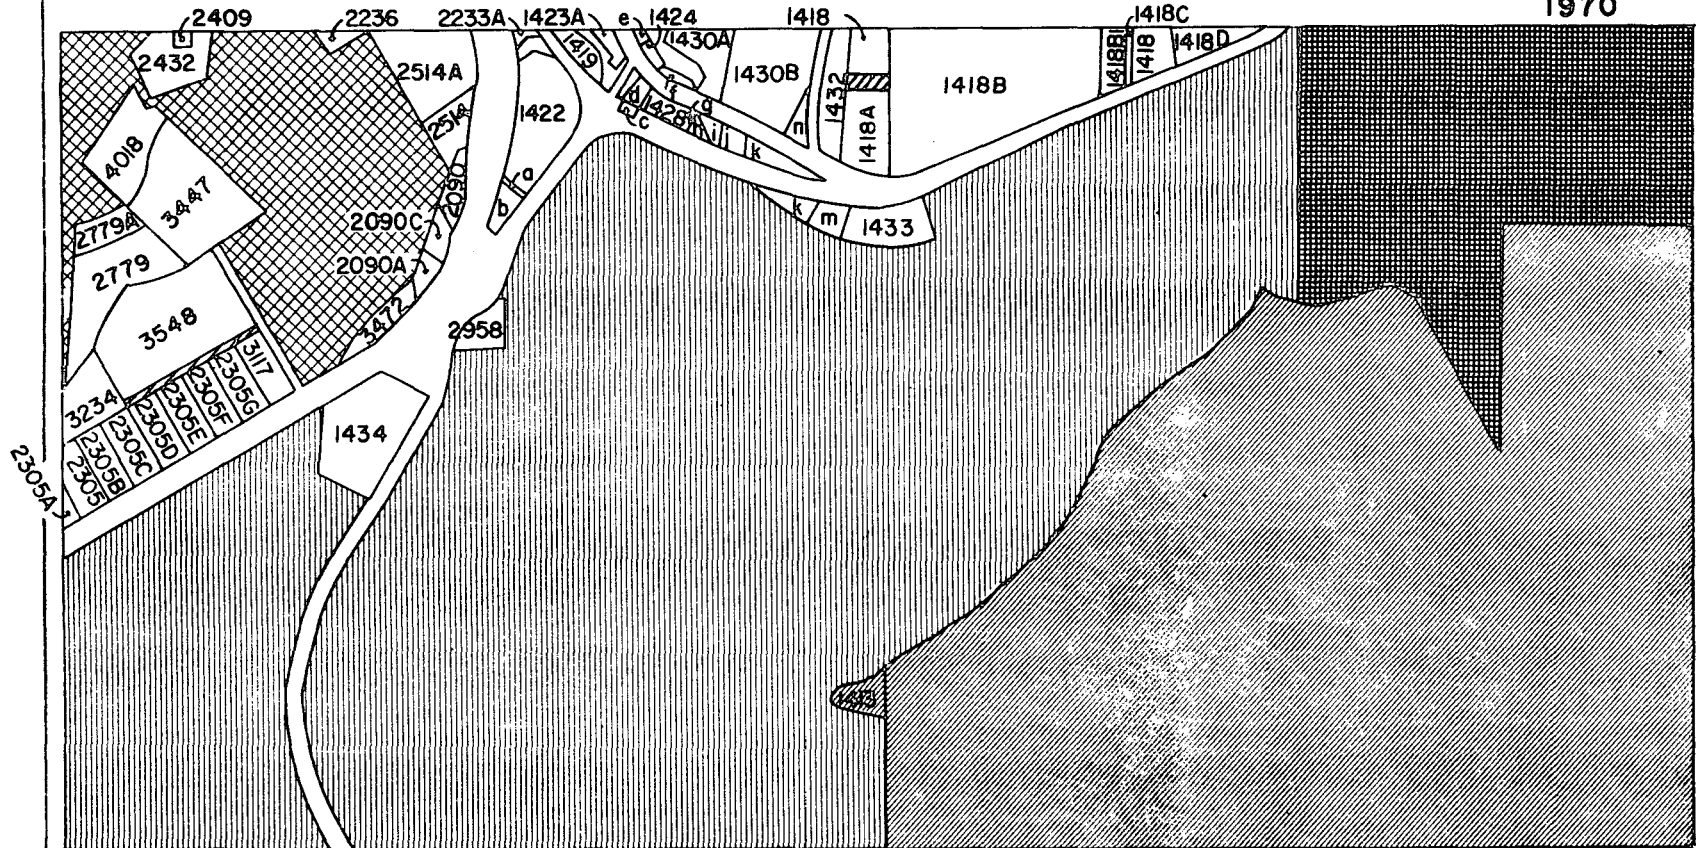 1970
2409 2236 2233A 1423A e 1424 1418 1418C
2432 2514A 1419 1430A 1430B 1432 1418B 1418B 1418 1418D
2514 1422 d 1428 f g n 1418A
c i j k
4018 3447 2090 a b
2779A 2090C k m 1433
2779 2090A
3548 3472 2958
3117
2305G
2305F
2305E
2305D
2305C
2305B
2305
2305A
3234
1434
1413